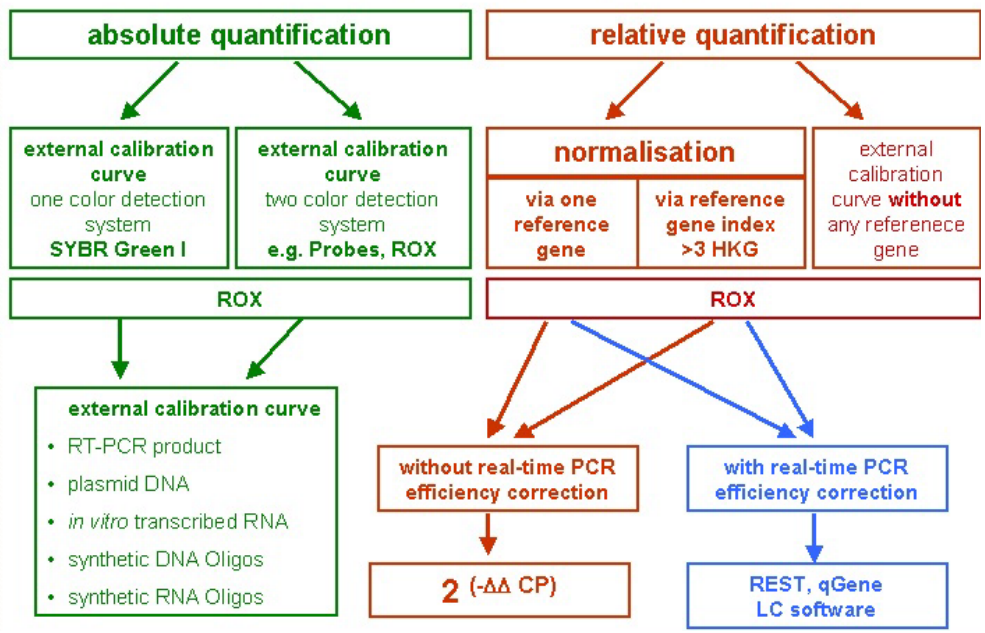 absolute quantification
relative quantification
external calibration
curve
one color detection
system
SYBR Green I
external calibration
curve
two color detection
system
e.g. Probes, ROX
normalisation
via one
reference
gene
via reference
gene index
>3 HKG
external
calibration
curve without
any referenece
gene
ROX
ROX
external calibration curve
• RT-PCR product
• plasmid DNA
• in vitro transcribed RNA
• synthetic DNA Oligos
• synthetic RNA Oligos
without real-time PCR
efficiency correction
with real-time PCR
efficiency correction
2 (-ΔΔ CP)
REST, qGene
LC software